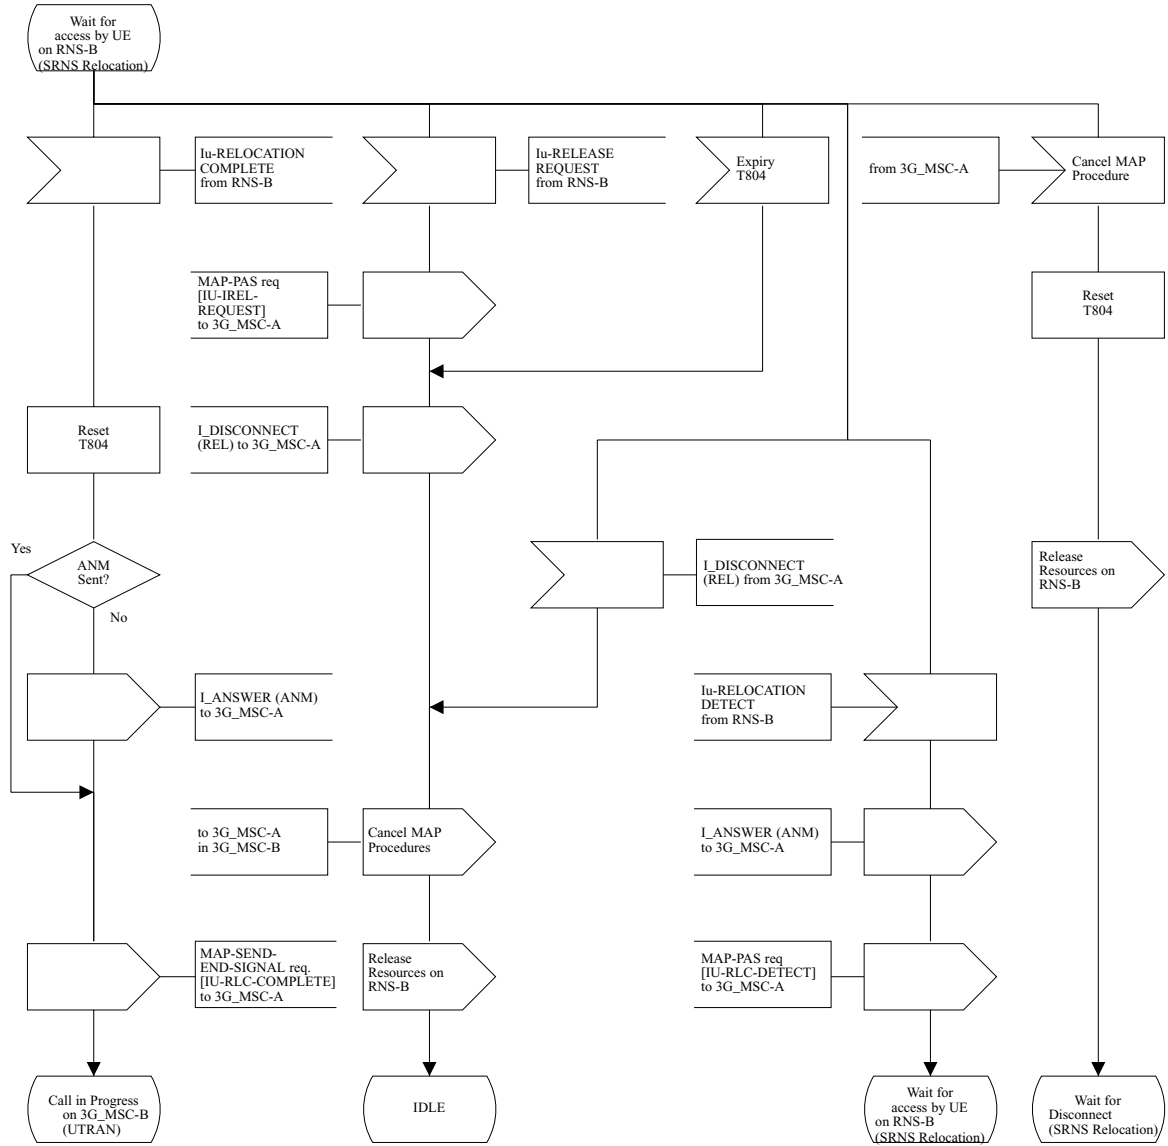 Wait for
access by UE
on RNS-B
(SRNS Relocation)
Iu-RELOCATION
COMPLETE
from RNS-B
Iu-RELEASE
REQUEST
from RNS-B
Expiry
T804
from 3G_MSC-A
Cancel MAP
Procedure
MAP-PAS req
[IU-IREL-
REQUEST]
to 3G_MSC-A
Reset
T804
Reset
T804
I_DISCONNECT
(REL) to 3G_MSC-A
Yes
ANM
Sent?
No
I_DISCONNECT
(REL) from 3G_MSC-A
Release
Resources on
RNS-B
I_ANSWER (ANM)
to 3G_MSC-A
Iu-RELOCATION
DETECT
from RNS-B
to 3G_MSC-A
in 3G_MSC-B
Cancel MAP
Procedures
I_ANSWER (ANM)
to 3G_MSC-A
MAP-SEND-
END-SIGNAL req.
[IU-RLC-COMPLETE]
to 3G_MSC-A
Release
Resources on
RNS-B
MAP-PAS req
[IU-RLC-DETECT]
to 3G_MSC-A
Call in Progress
on 3G_MSC-B
(UTRAN)
IDLE
Wait for
access by UE
on RNS-B
(SRNS Relocation)
Wait for
Disconnect
(SRNS Relocation)